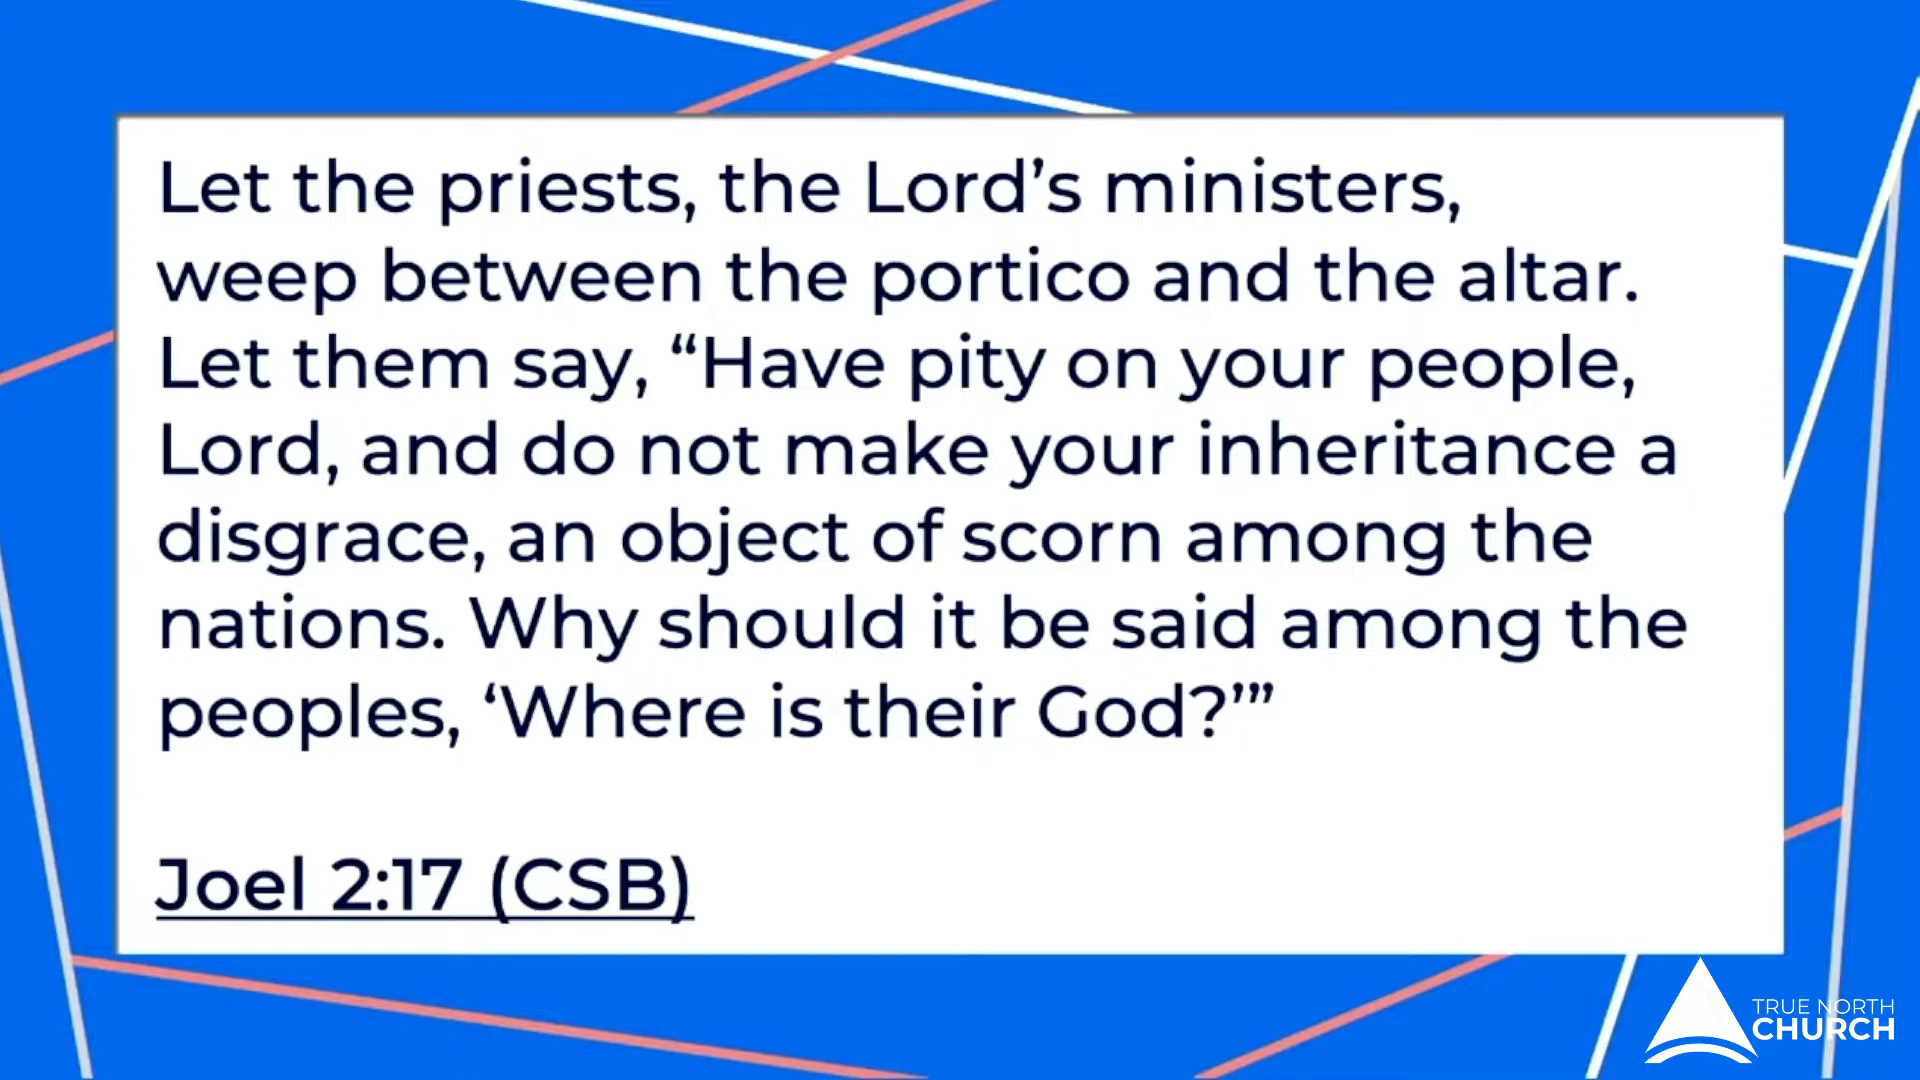 Let the priests, the Lord’s ministers,
weep between the portico and the altar.
Let them say, “Have pity on your people,
Lord, and do not make your inheritance a
disgrace, an object of scorn among the
nations. Why should it be said among the
peoples, ‘Where is their God?’”
Joel 2:17 (CSB)
TRUE NORTH
CHURCH